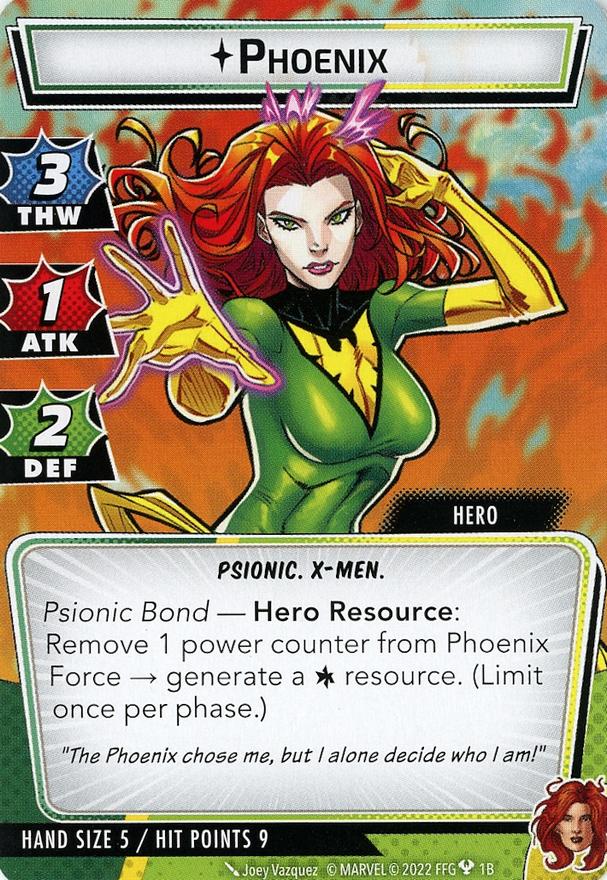 ✦PHOENIX
3
THW
1
ATK
2
DEF
HERO
PSIONIC. X-MEN.
Psionic Bond — Hero Resource:
Remove 1 power counter from Phoenix
Force → generate a ✶ resource. (Limit
once per phase.)
"The Phoenix chose me, but I alone decide who I am!"
HAND SIZE 5 / HIT POINTS 9
Joey Vazquez © MARVEL © 2022 FFG 1B